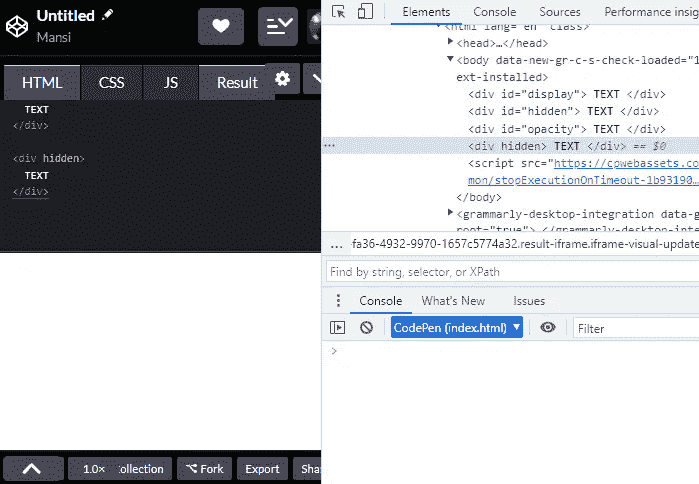 Untitled
Mansi
HTML CSS JS Result
TEXT
</div>
<div hidden>
TEXT
</div>
1.0× ollection Fork Export Sha
Elements Console Sources Performance insig
<html lang="en" class>
<head>…</head>
<body data-new-gr-c-s-check-loaded="1
ext-installed>
<div id="display"> TEXT </div>
<div id="hidden"> TEXT </div>
<div id="opacity"> TEXT </div>
… <div hidden> TEXT </div> == $0
<script src="https://cpwebassets.co
mon/stopExecutionOnTimeout-1b93190…
</body>
<grammarly-desktop-integration data-g
root="true">…</grammarly-desktop-inte
… -fa36-4932-9970-1657c5774a32.result-iframe.iframe-visual-update
Find by string, selector, or XPath
Console What's New Issues
CodePen (index.html) ▼ Filter
>